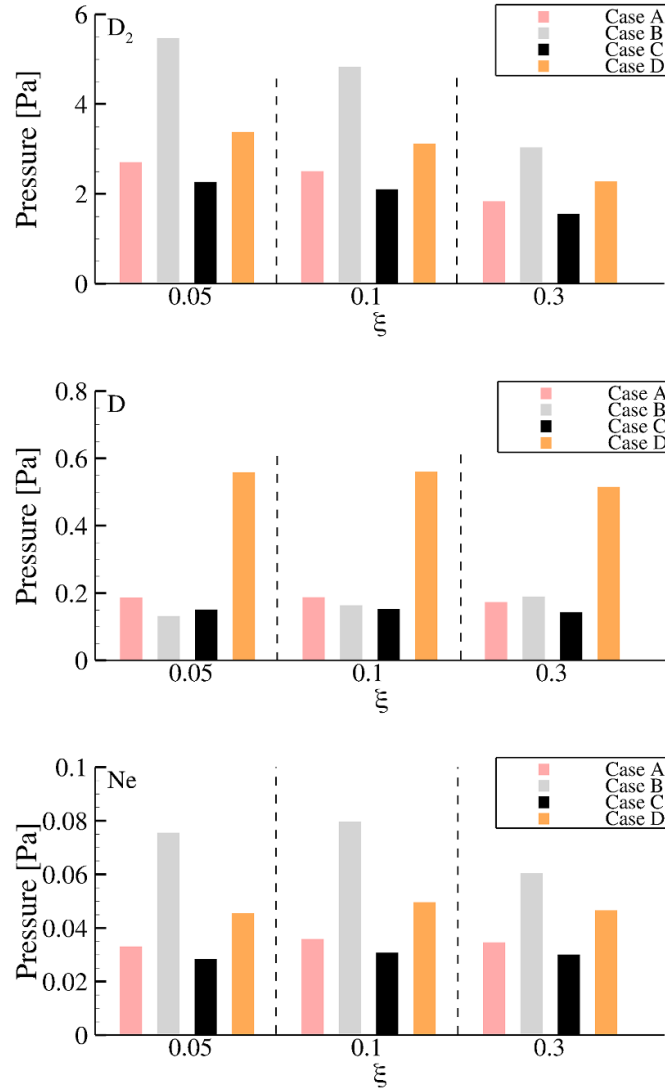 6
D₂
Case A
Case B
Case C
Case D
4
2
0
Pressure [Pa]
0.05
0.1
0.3
ξ
0.8
D
Case A
Case B
Case C
Case D
0.6
0.4
0.2
0
Pressure [Pa]
0.05
0.1
0.3
ξ
0.1
Ne
Case A
Case B
Case C
Case D
0.08
0.06
0.04
0.02
0
Pressure [Pa]
0.05
0.1
0.3
ξ